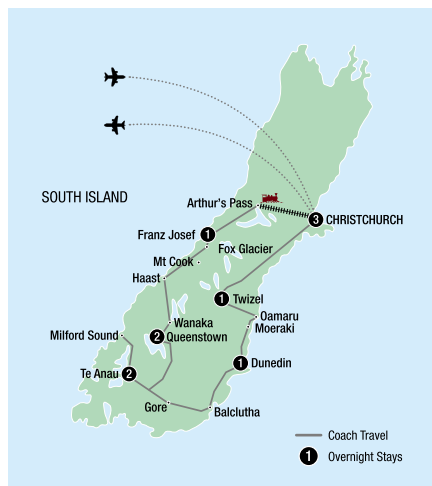 SOUTH ISLAND
Arthur's Pass
3 CHRISTCHURCH
Franz Josef 1
Fox Glacier
Mt Cook
Haast
1 Twizel
Oamaru
Moeraki
Wanaka
Milford Sound
2 Queenstown
1 Dunedin
Te Anau 2
Gore
Balclutha
Coach Travel
1 Overnight Stays